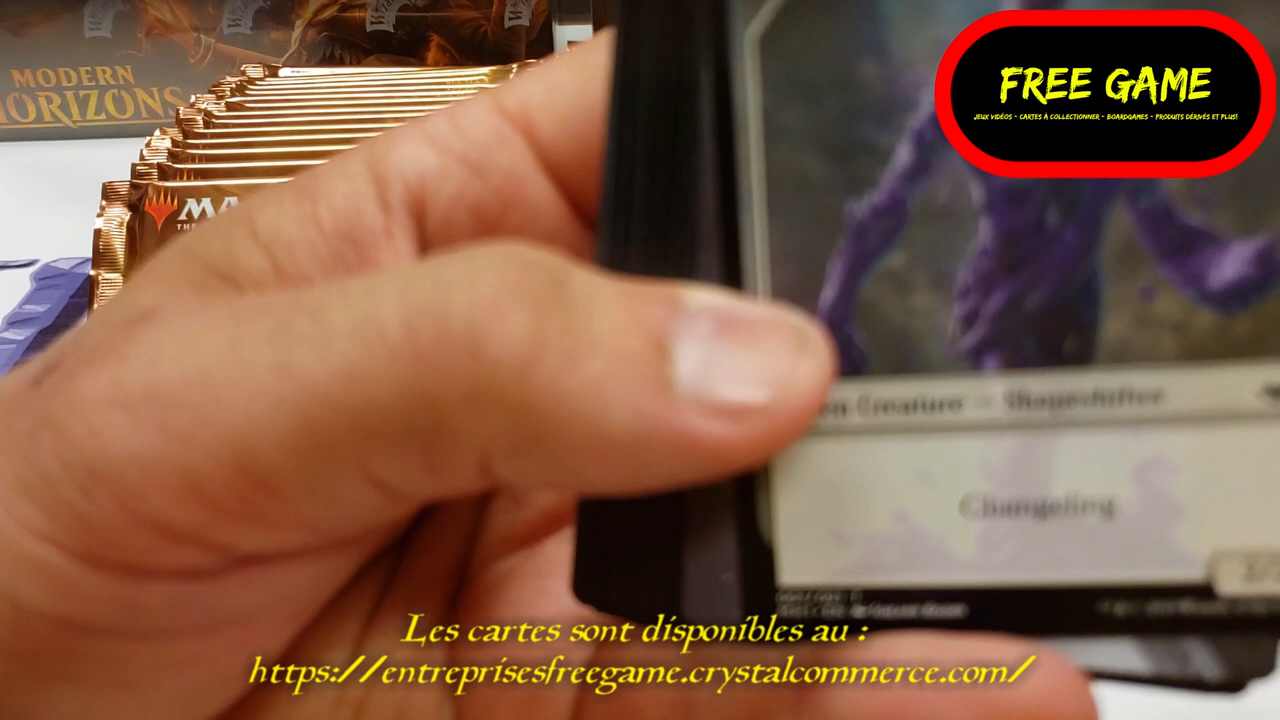 MODERN
HORIZONS
MA
FREE GAME
JEUX VIDÉOS - CARTES À COLLECTIONNER - BOARDGAMES - PRODUITS DÉRIVÉS ET PLUS!
Creature — Shapeshifter
Changeling
Les cartes sont disponibles au :
https://entreprisesfreegame.crystalcommerce.com/